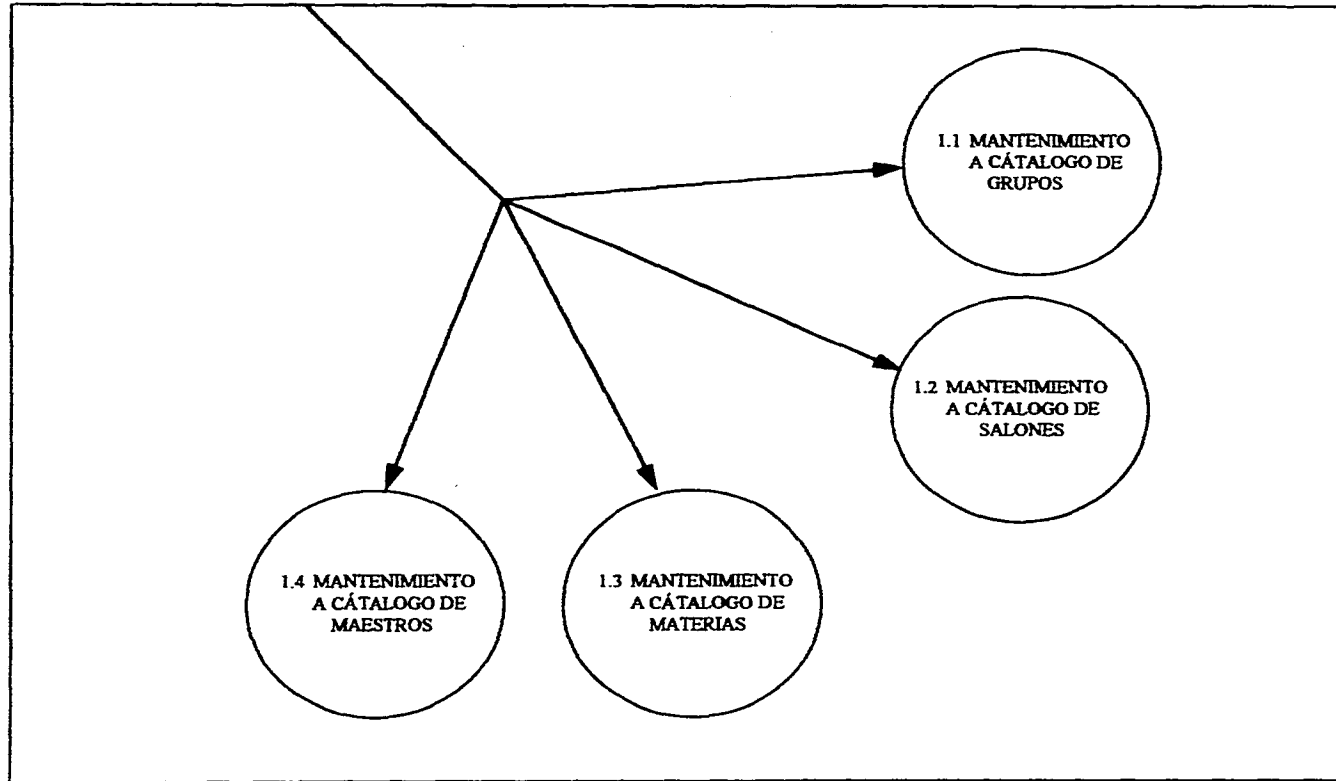 1.1 MANTENIMIENTO
A CÁTALOGO DE
GRUPOS
1.2 MANTENIMIENTO
A CÁTALOGO DE
SALONES
1.4 MANTENIMIENTO
A CÁTALOGO DE
MAESTROS
1.3 MANTENIMIENTO
A CÁTALOGO DE
MATERIAS